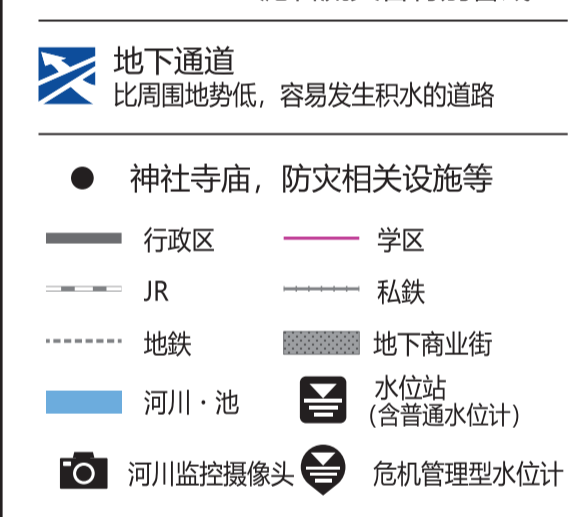 地下通道
比周围地势低，容易发生积水的道路
神社寺庙，防灾相关设施等
行政区
学区
JR
私鉄
地鉄
地下商业街
河川・池
水位站
（含普通水位计）
河川监控摄像头
危机管理型水位计